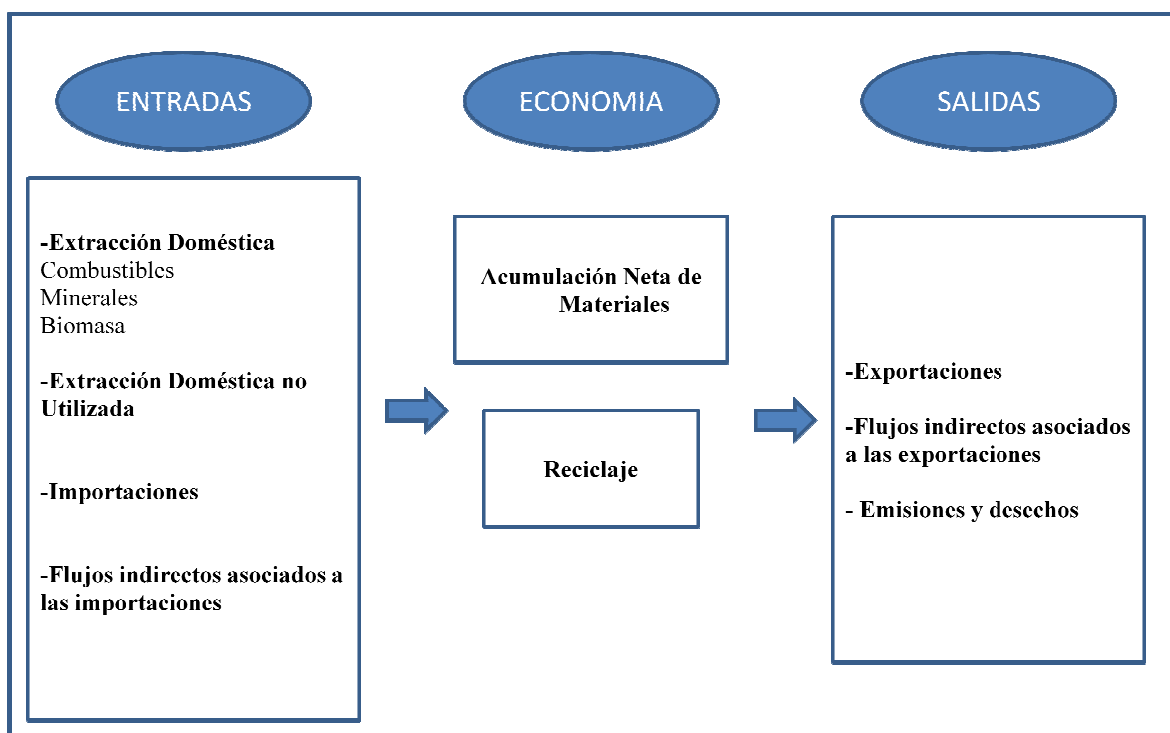 ENTRADAS
-Extracción Doméstica
Combustibles
Minerales
Biomasa
-Extracción Doméstica no
Utilizada
-Importaciones
-Flujos indirectos asociados a
las importaciones
ECONOMIA
Acumulación Neta de
Materiales
Reciclaje
SALIDAS
-Exportaciones
-Flujos indirectos asociados
a las exportaciones
- Emisiones y desechos